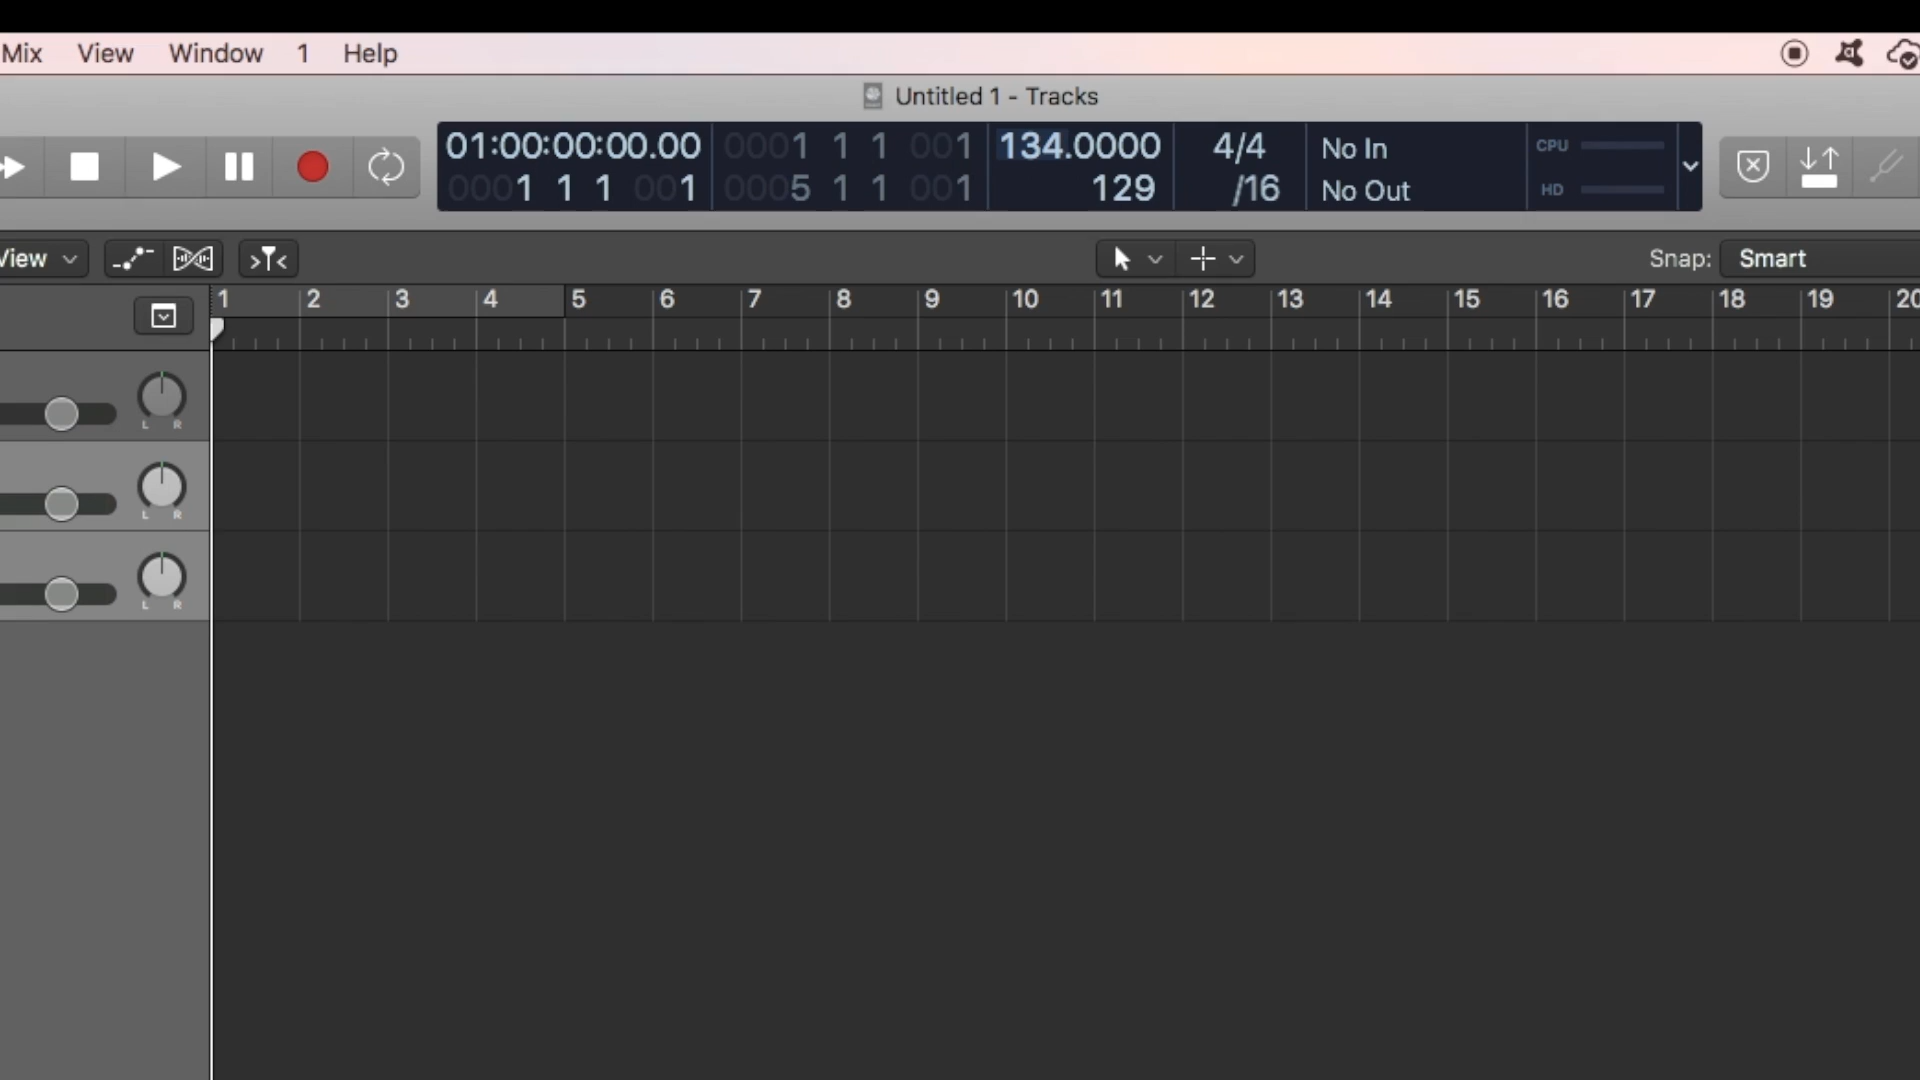 Mix View Window 1 Help
Untitled 1 - Tracks
01:00:00:00.00 0001 1 1 001 134.0000 4/4 No In CPU
0001 1 1 001 0005 1 1 001 129 /16 No Out HD
View Snap: Smart
1 2 3 4 5 6 7 8 9 10 11 12 13 14 15 16 17 18 19 20
L R
L R
L R